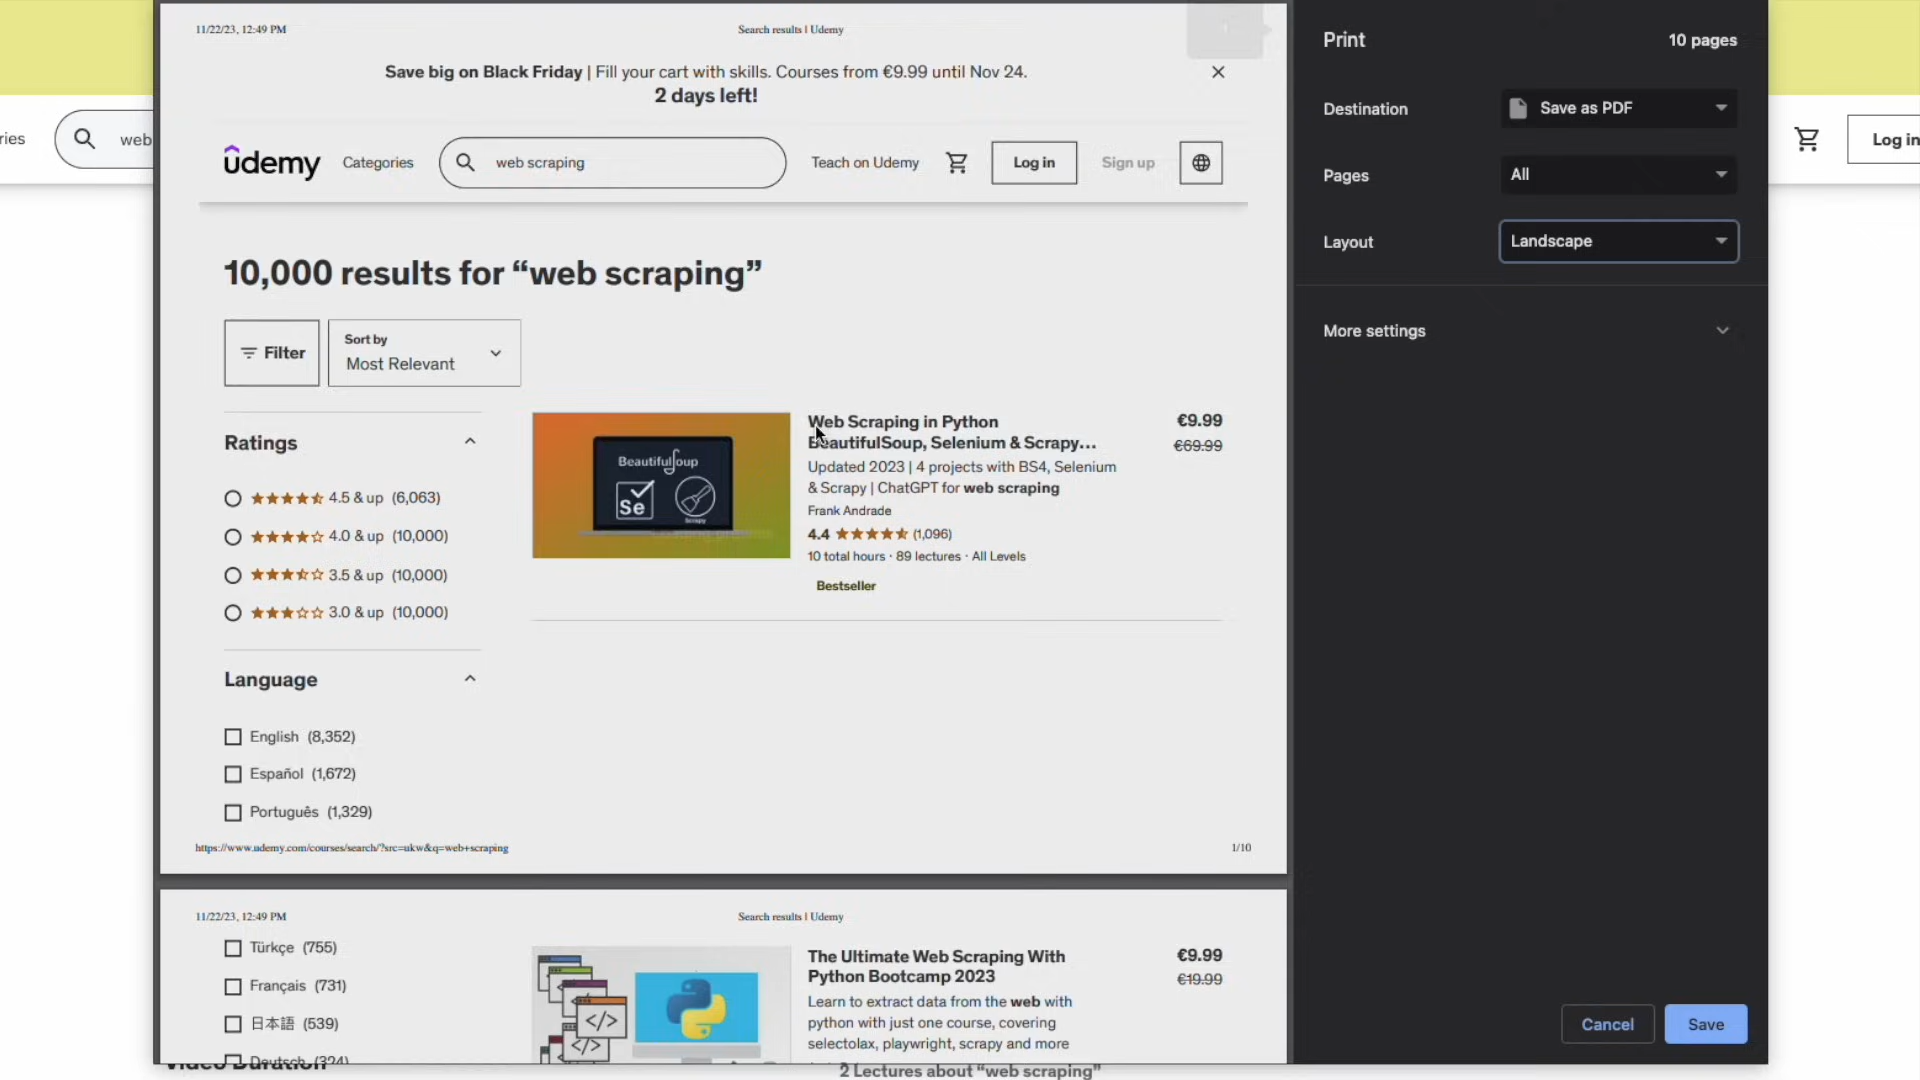 ries
web
Log in
11/22/23, 12:49 PM
Search results | Udemy
Save big on Black Friday | Fill your cart with skills. Courses from €9.99 until Nov 24.
2 days left!
udemy
Categories
web scraping
Teach on Udemy
Log in
Sign up
10,000 results for “web scraping”
Filter
Sort by
Most Relevant
Ratings
4.5 & up (6,063)
4.0 & up (10,000)
3.5 & up (10,000)
3.0 & up (10,000)
Language
English (8,352)
Español (1,672)
Português (1,329)
Beautifulsoup
Se
Scrapy
Web Scraping in Python
BeautifulSoup, Selenium & Scrapy...
Updated 2023 | 4 projects with BS4, Selenium
& Scrapy | ChatGPT for web scraping
Frank Andrade
4.4 (1,096)
10 total hours · 89 lectures · All Levels
Bestseller
€9.99
€69.99
https://www.udemy.com/courses/search/?src=ukw&q=web+scraping
1/10
11/22/23, 12:49 PM
Search results | Udemy
Türkçe (755)
Français (731)
日本語 (539)
Deutsch (324)
</>
</>
The Ultimate Web Scraping With
Python Bootcamp 2023
Learn to extract data from the web with
python with just one course, covering
selectolax, playwright, scrapy and more
€9.99
€19.99
Video Duration
2 Lectures about “web scraping”
Print
10 pages
Destination
Save as PDF
Pages
All
Layout
Landscape
More settings
Cancel
Save